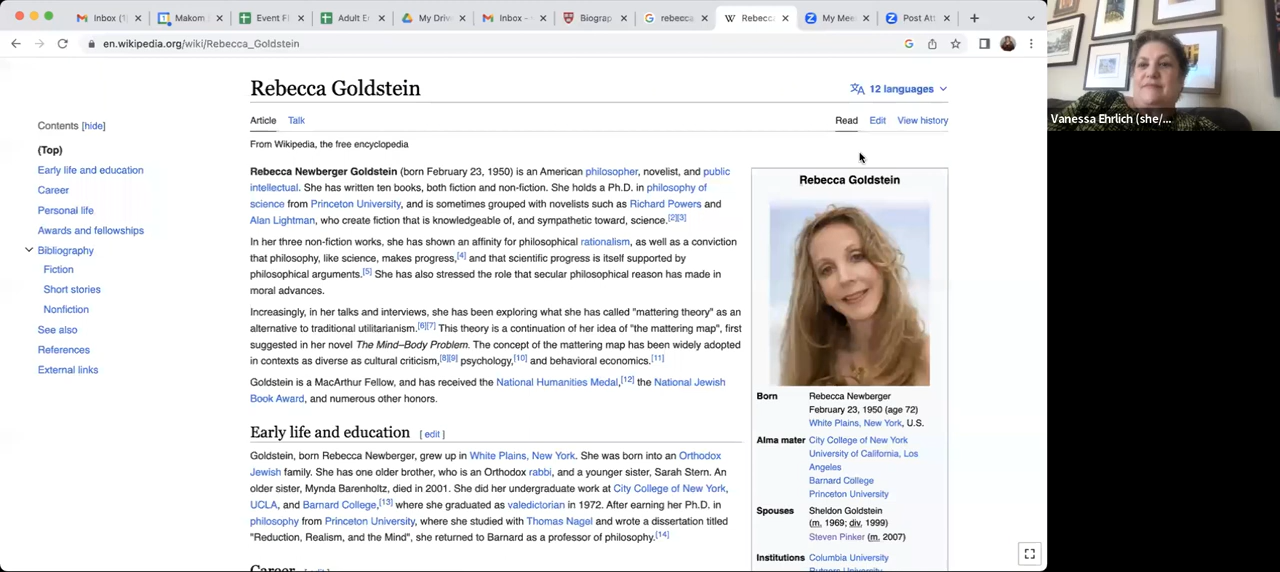 Inbox (1
Makom
Event F
Adult E
My Driv
Inbox -
Biograp
rebecca
Rebecc
My Mee
Post Att
en.wikipedia.org/wiki/Rebecca_Goldstein
Vanessa Ehrlich (she/...
Rebecca Goldstein
12 languages
Article Talk
Read Edit View history
From Wikipedia, the free encyclopedia
Contents [hide]
(Top)
Early life and education
Career
Personal life
Awards and fellowships
Bibliography
Fiction
Short stories
Nonfiction
See also
References
External links
Rebecca Newberger Goldstein (born February 23, 1950) is an American philosopher, novelist, and public
intellectual. She has written ten books, both fiction and non-fiction. She holds a Ph.D. in philosophy of
science from Princeton University, and is sometimes grouped with novelists such as Richard Powers and
Alan Lightman, who create fiction that is knowledgeable of, and sympathetic toward, science.[2][3]
In her three non-fiction works, she has shown an affinity for philosophical rationalism, as well as a conviction
that philosophy, like science, makes progress,[4] and that scientific progress is itself supported by
philosophical arguments.[5] She has also stressed the role that secular philosophical reason has made in
moral advances.
Increasingly, in her talks and interviews, she has been exploring what she has called "mattering theory" as an
alternative to traditional utilitarianism.[6][7] This theory is a continuation of her idea of "the mattering map", first
suggested in her novel The Mind–Body Problem. The concept of the mattering map has been widely adopted
in contexts as diverse as cultural criticism,[8][9] psychology,[10] and behavioral economics.[11]
Goldstein is a MacArthur Fellow, and has received the National Humanities Medal,[12] the National Jewish
Book Award, and numerous other honors.
Early life and education [ edit ]
Goldstein, born Rebecca Newberger, grew up in White Plains, New York. She was born into an Orthodox
Jewish family. She has one older brother, who is an Orthodox rabbi, and a younger sister, Sarah Stern. An
older sister, Mynda Barenholtz, died in 2001. She did her undergraduate work at City College of New York,
UCLA, and Barnard College,[13] where she graduated as valedictorian in 1972. After earning her Ph.D. in
philosophy from Princeton University, where she studied with Thomas Nagel and wrote a dissertation titled
"Reduction, Realism, and the Mind", she returned to Barnard as a professor of philosophy.[14]
Career [ edit ]
Rebecca Goldstein
Born Rebecca Newberger
February 23, 1950 (age 72)
White Plains, New York, U.S.
Alma mater City College of New York
University of California, Los
Angeles
Barnard College
Princeton University
Spouses Sheldon Goldstein
(m. 1969; div. 1999)
Steven Pinker (m. 2007)
Institutions Columbia University
Rutgers University